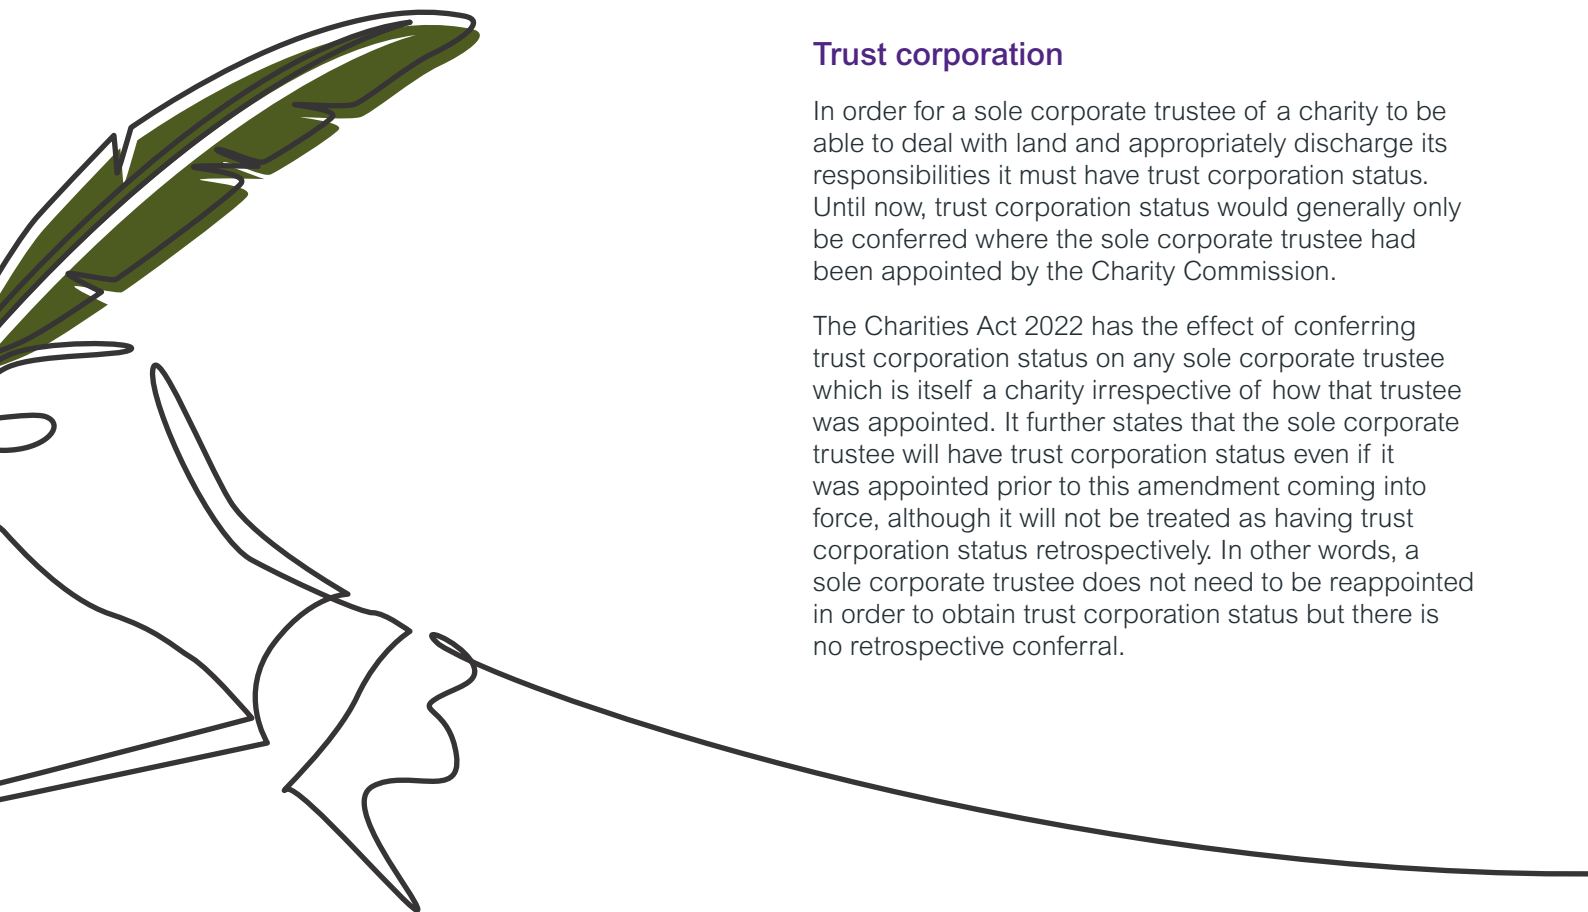 Trust corporation
In order for a sole corporate trustee of a charity to be
able to deal with land and appropriately discharge its
responsibilities it must have trust corporation status.
Until now, trust corporation status would generally only
be conferred where the sole corporate trustee had
been appointed by the Charity Commission.
The Charities Act 2022 has the effect of conferring
trust corporation status on any sole corporate trustee
which is itself a charity irrespective of how that trustee
was appointed. It further states that the sole corporate
trustee will have trust corporation status even if it
was appointed prior to this amendment coming into
force, although it will not be treated as having trust
corporation status retrospectively. In other words, a
sole corporate trustee does not need to be reappointed
in order to obtain trust corporation status but there is
no retrospective conferral.